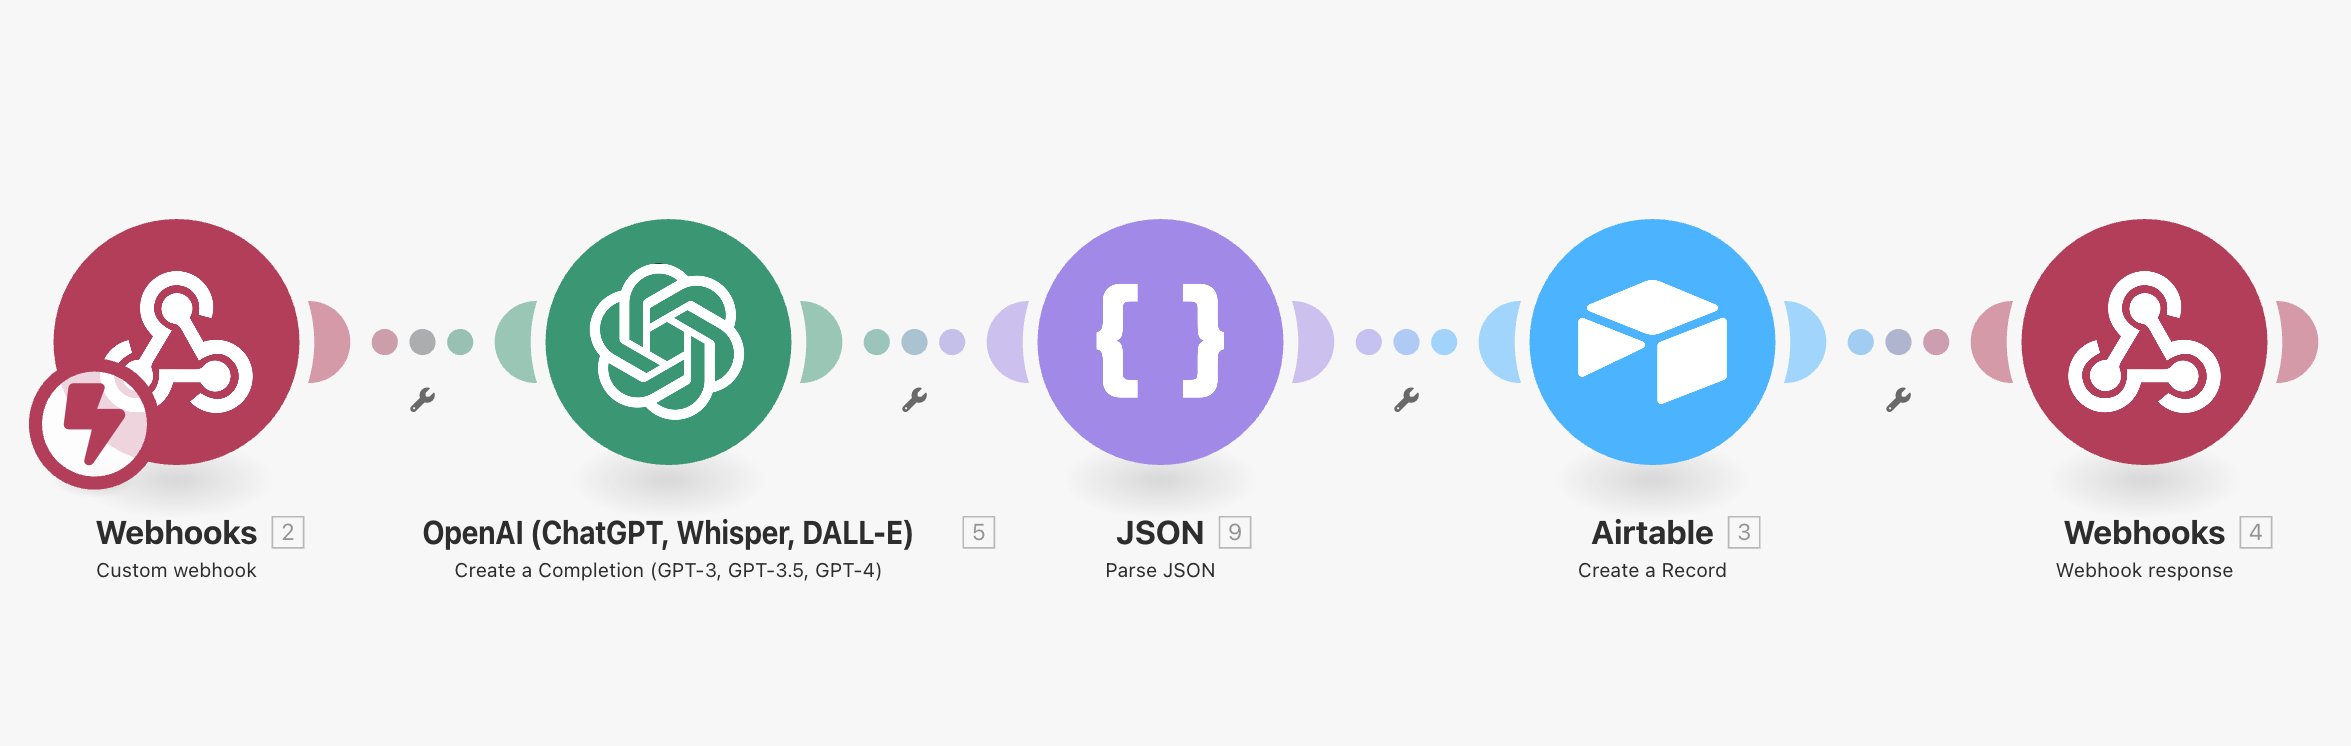 Webhooks 2
Custom webhook
OpenAI (ChatGPT, Whisper, DALL-E) 5
Create a Completion (GPT-3, GPT-3.5, GPT-4)
JSON 9
Parse JSON
Airtable 3
Create a Record
Webhooks 4
Webhook response